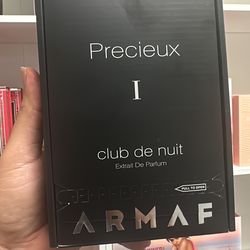 Precieux
I
club de nuit
Extrait De Parfum
PULL TO OPEN
ARMAF